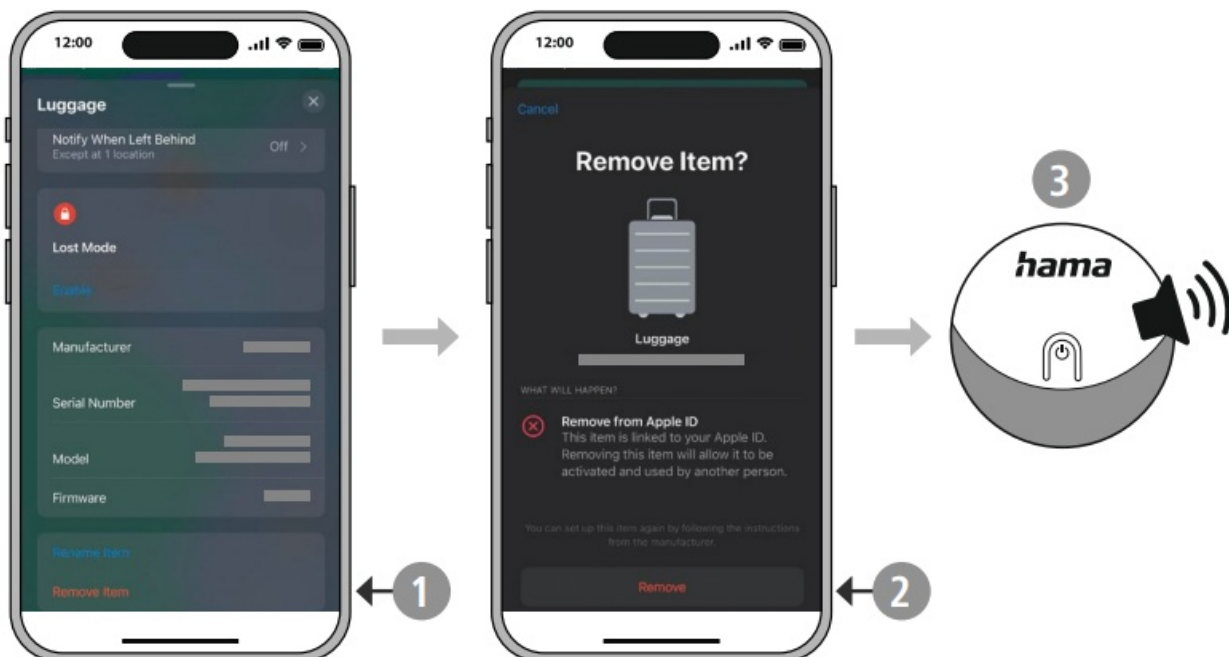 12:00
Luggage
Notify When Left Behind
Except at 1 location
Off
Lost Mode
Enable
Manufacturer
Serial Number
Model
Firmware
Rename Item
Remove Item
1
12:00
Cancel
Remove Item?
Luggage
WHAT WILL HAPPEN?
Remove from Apple ID
This item is linked to your Apple ID.
Removing this item will allow it to be
activated and used by another person.
You can set up this item again by following the instructions
from the manufacturer.
Remove
2
3
hama